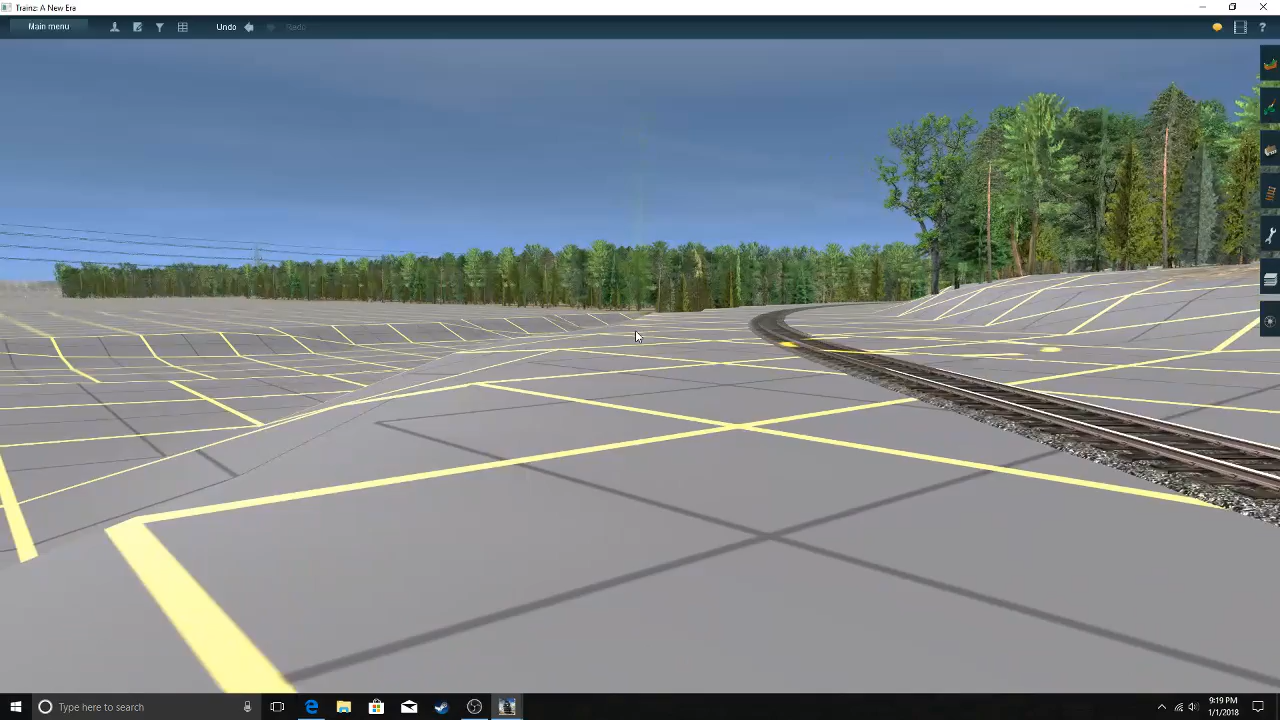 Trainz: A New Era
Main menu
Undo
Redo
Type here to search
9:19 PM
1/1/2018